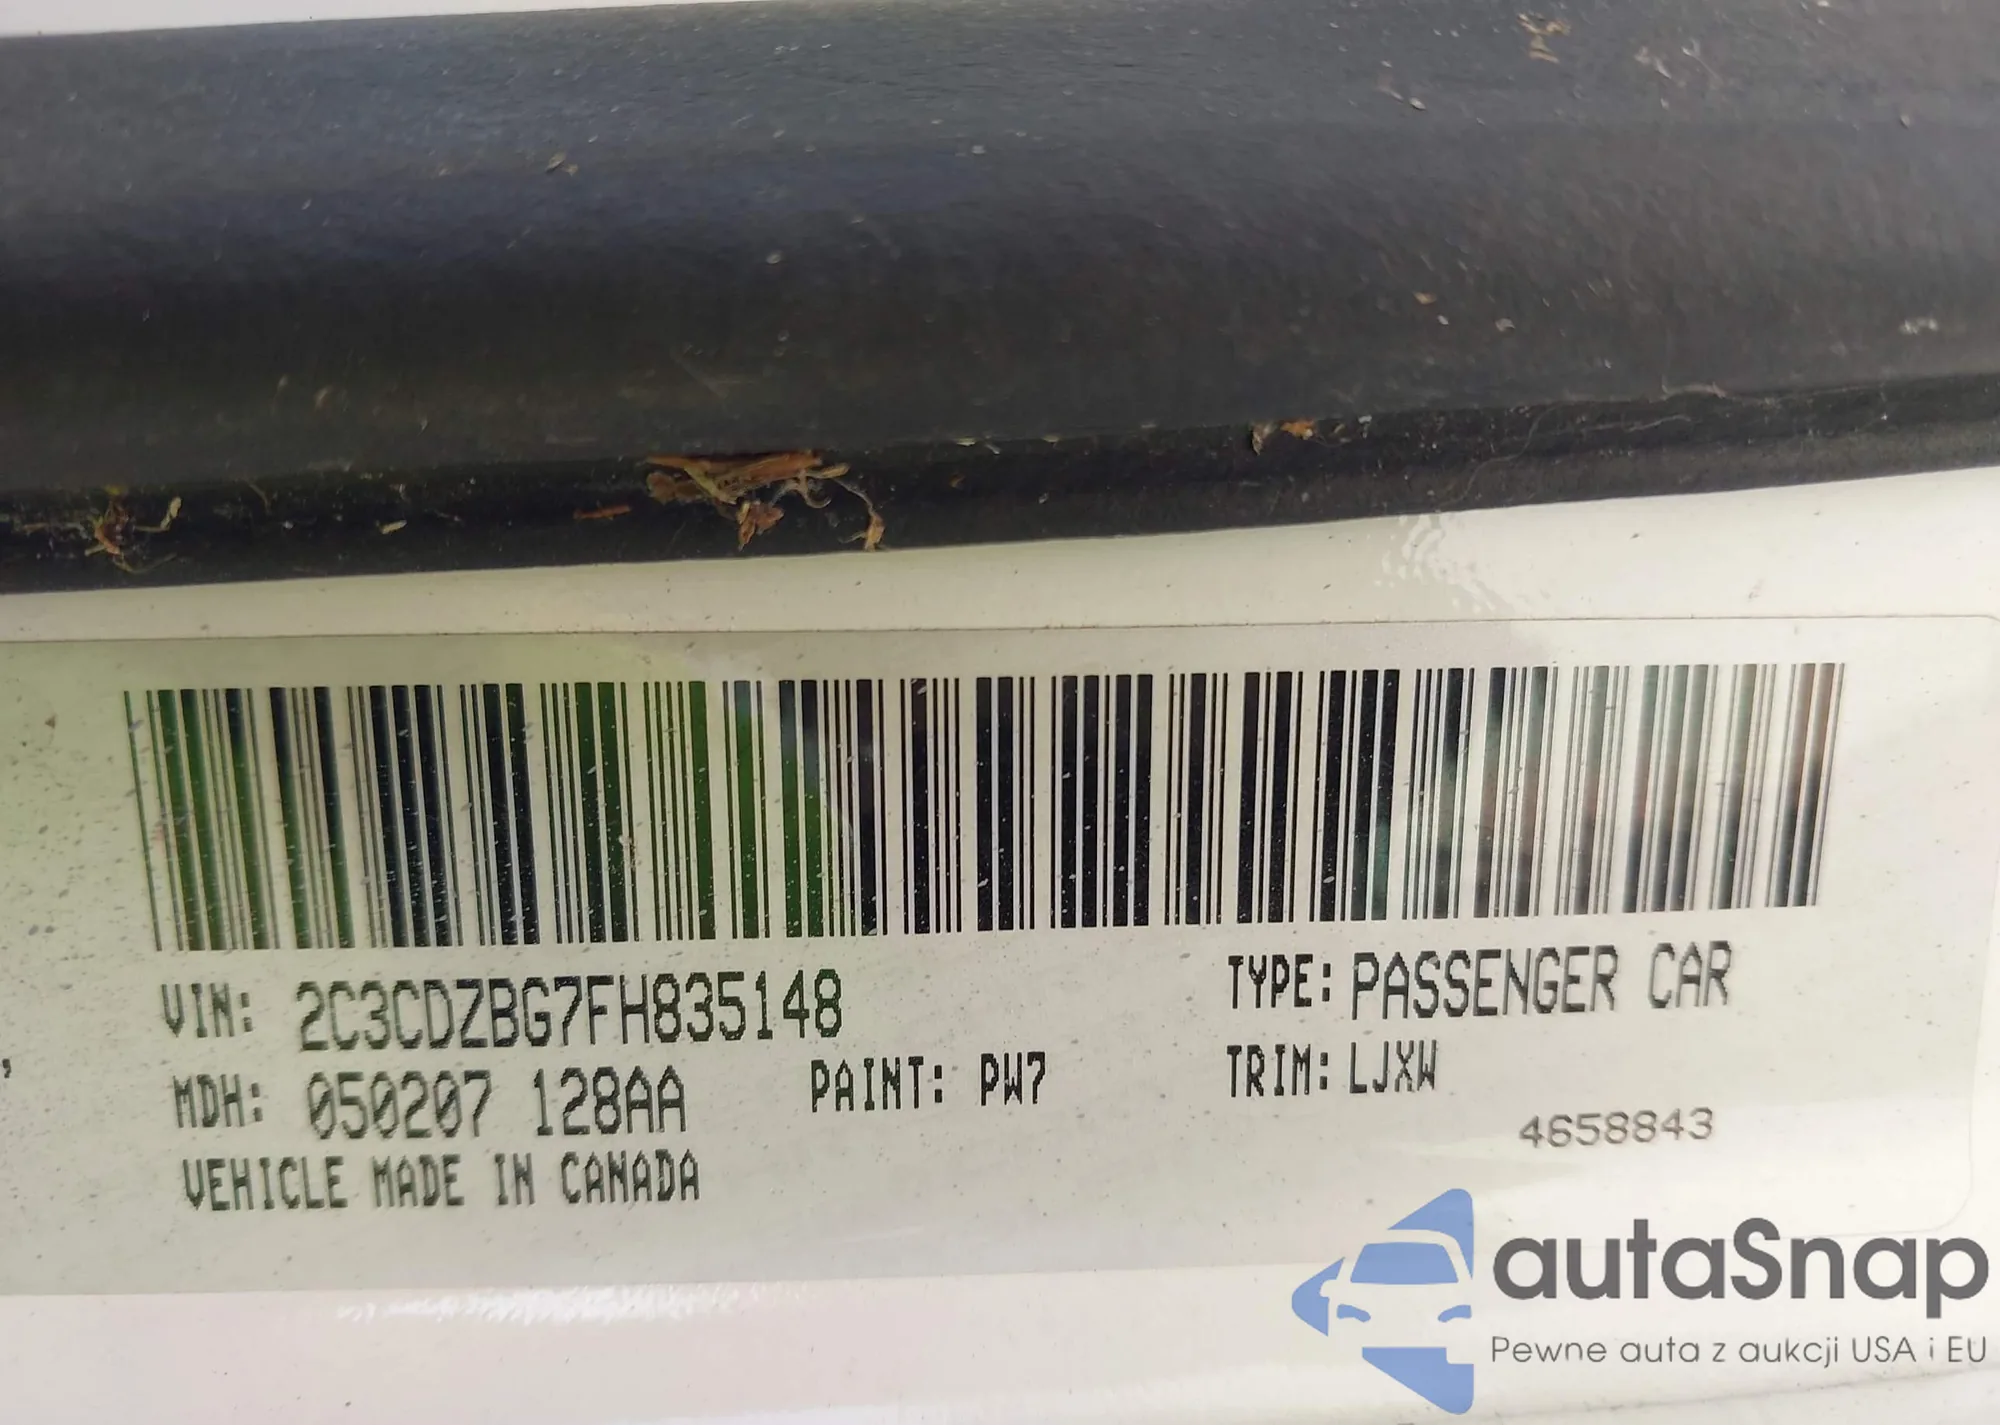 VIN: 2C3CDZBG7FH835148
TYPE: PASSENGER CAR
MDH: 050207 128AA
PAINT: PW7
TRIM: LJXW
4658843
VEHICLE MADE IN CANADA
autaSnap
Pewne auta z aukcji USA i EU